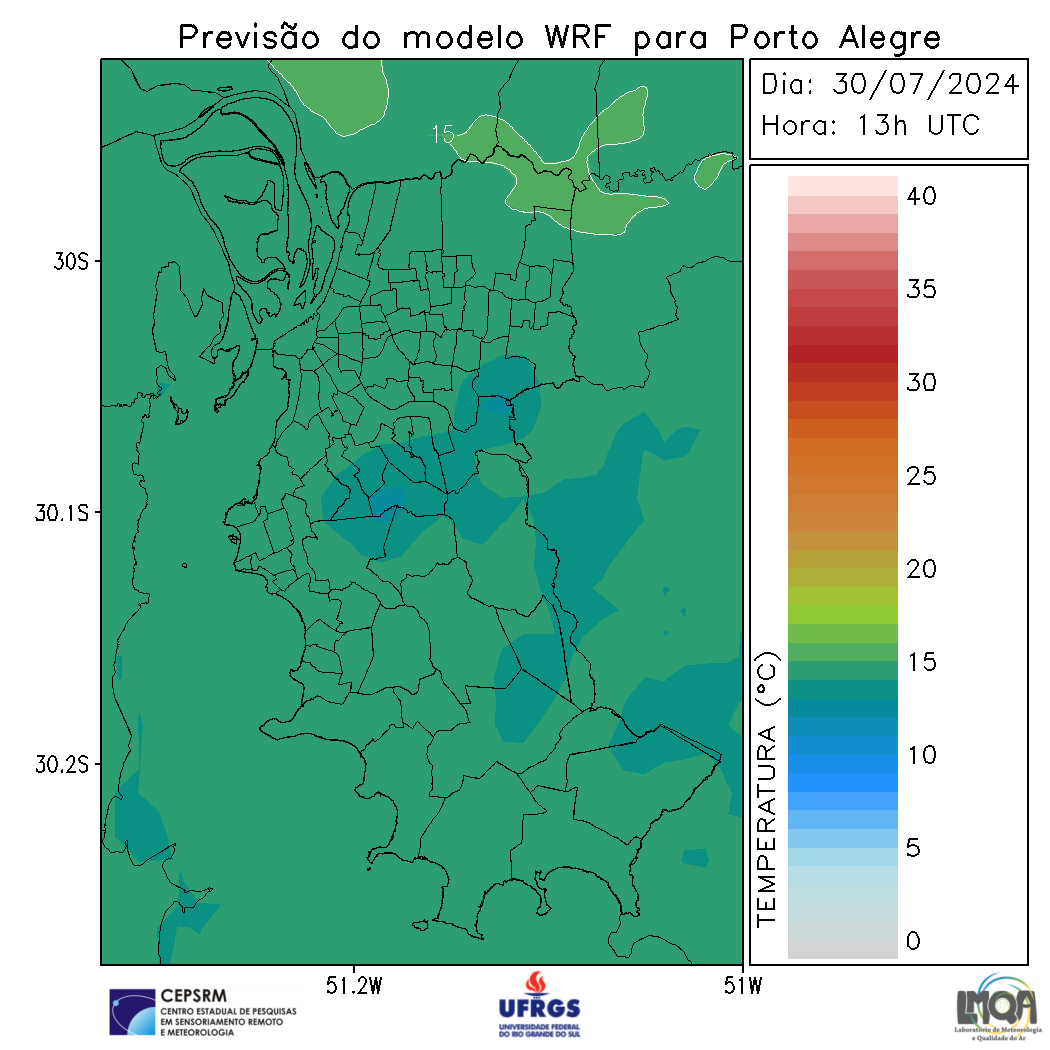 Previsão do modelo WRF para Porto Alegre
Dia: 30/07/2024
Hora: 13h UTC
15
30S
30.1S
30.2S
51.2W
51W
40
35
30
25
20
15
10
5
0
TEMPERATURA (°C)
CEPSRM
CENTRO ESTADUAL DE PESQUISAS
EM SENSORIAMENTO REMOTO
E METEOROLOGIA
UFRGS
UNIVERSIDADE FEDERAL
DO RIO GRANDE DO SUL
LMQA
Laboratório de Meteorologia
e Qualidade do Ar